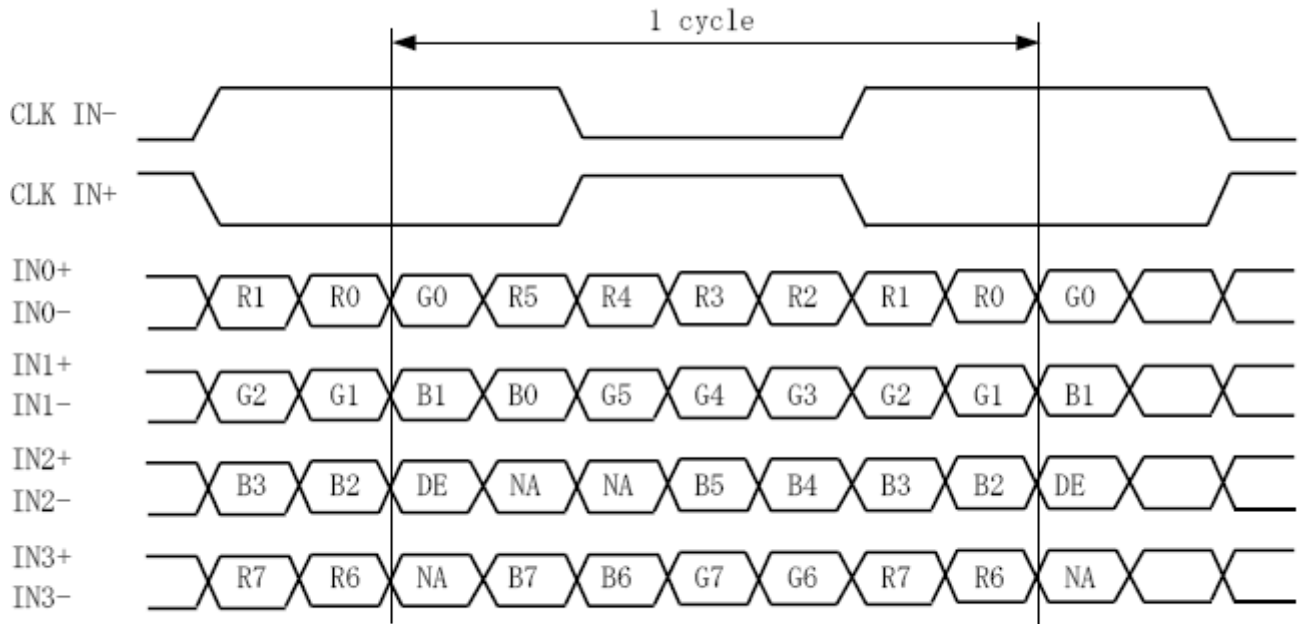 1 cycle
CLK IN-
CLK IN+
IN0+
R1 R0 G0 R5 R4 R3 R2 R1 R0 G0
IN0-
IN1+
G2 G1 B1 B0 G5 G4 G3 G2 G1 B1
IN1-
IN2+
B3 B2 DE NA NA B5 B4 B3 B2 DE
IN2-
IN3+
R7 R6 NA B7 B6 G7 G6 R7 R6 NA
IN3-